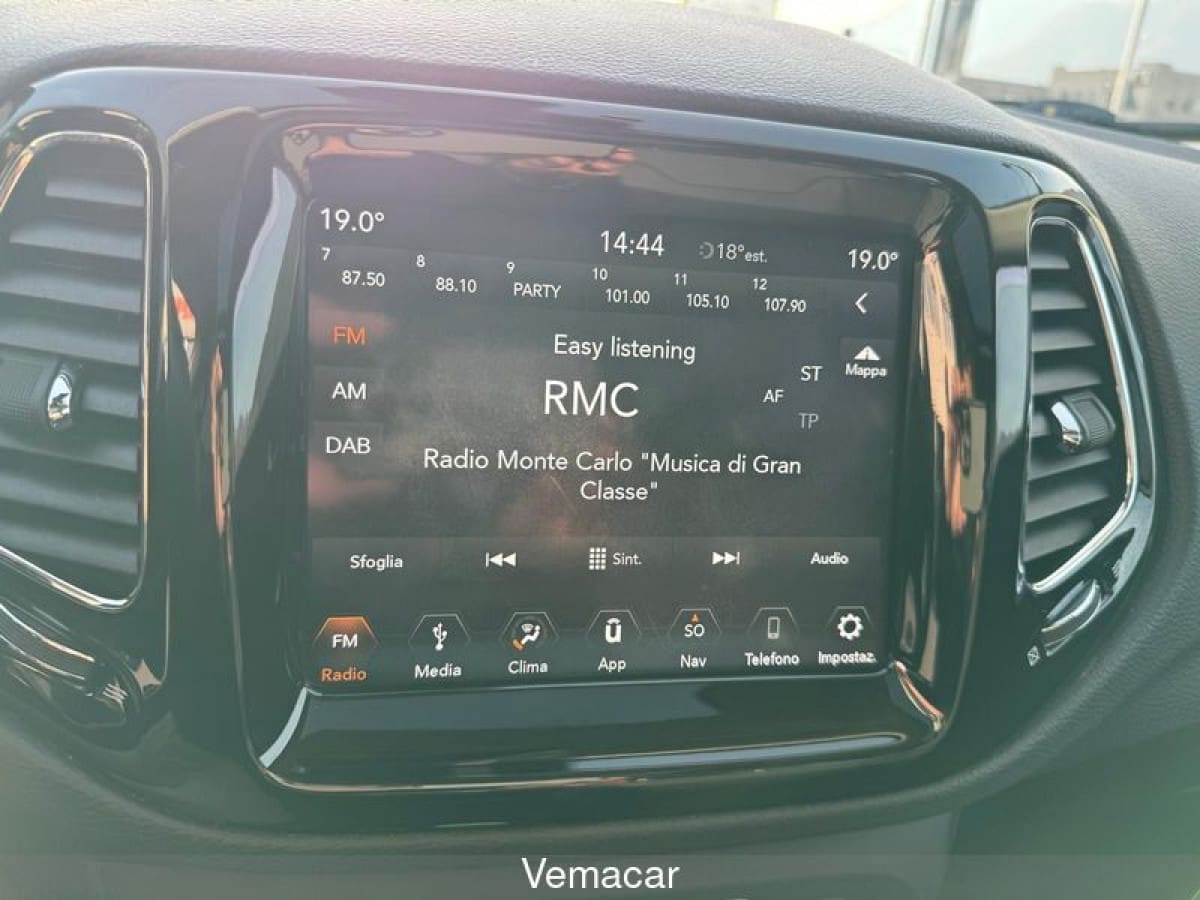 19.0°
14:44
18°est.
19.0°
7 87.50
8 88.10
9 PARTY
10 101.00
11 105.10
12 107.90
FM
AM
DAB
Easy listening
RMC
Radio Monte Carlo "Musica di Gran
Classe"
ST
AF
TP
Mappa
Sfoglia
Sint.
Audio
FM
Radio
Media
Clima
App
SO
Nav
Telefono
Impostaz.
Vemacar